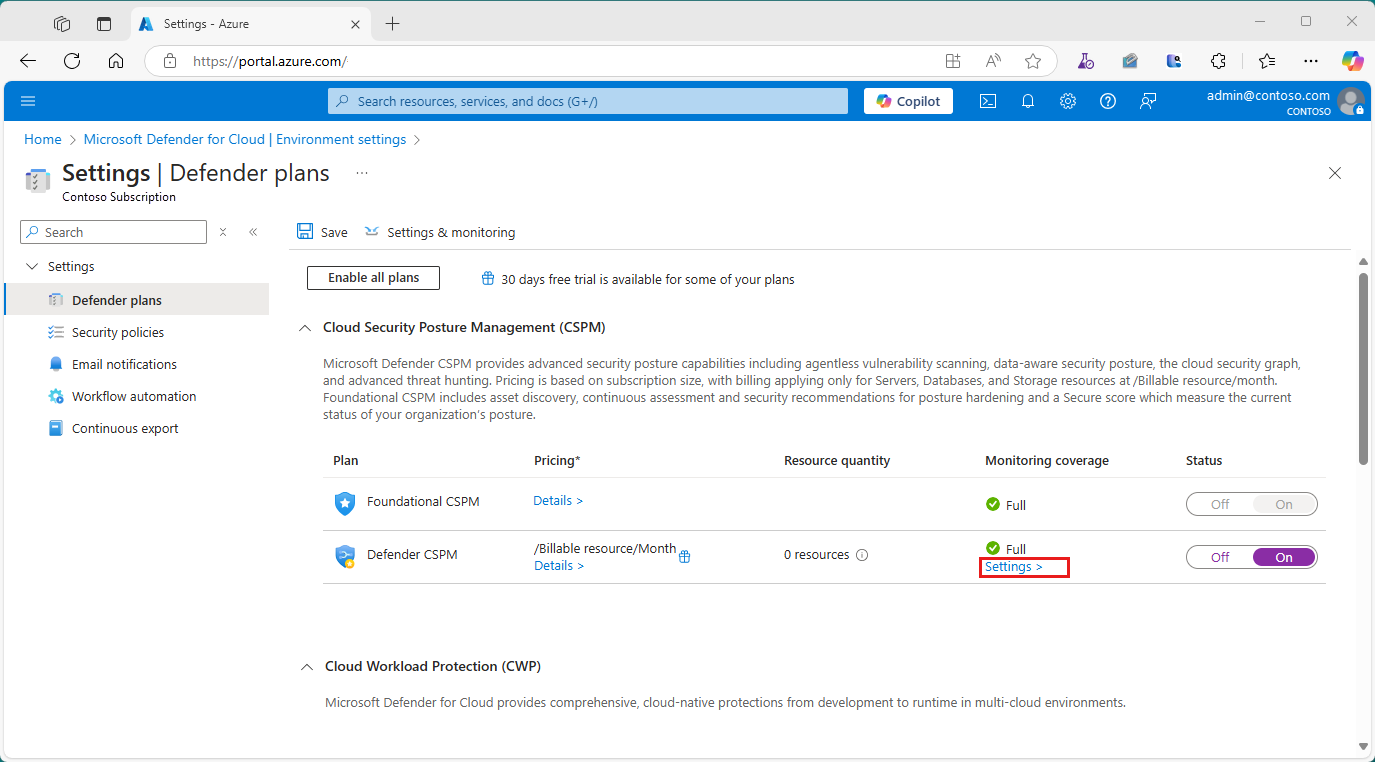 Settings - Azure
https://portal.azure.com/
Search resources, services, and docs (G+/)
Copilot
admin@contoso.com
CONTOSO
Home > Microsoft Defender for Cloud | Environment settings >
Settings | Defender plans ...
Contoso Subscription
Search
Save
Settings & monitoring
Settings
Defender plans
Security policies
Email notifications
Workflow automation
Continuous export
Enable all plans
30 days free trial is available for some of your plans
Cloud Security Posture Management (CSPM)
Microsoft Defender CSPM provides advanced security posture capabilities including agentless vulnerability scanning, data-aware security posture, the cloud security graph,
and advanced threat hunting. Pricing is based on subscription size, with billing applying only for Servers, Databases, and Storage resources at /Billable resource/month.
Foundational CSPM includes asset discovery, continuous assessment and security recommendations for posture hardening and a Secure score which measure the current
status of your organization's posture.
Plan Pricing* Resource quantity Monitoring coverage Status
Foundational CSPM Details > Full Off On
Defender CSPM /Billable resource/Month 0 resources Full Off On
Details > Settings >
Cloud Workload Protection (CWP)
Microsoft Defender for Cloud provides comprehensive, cloud-native protections from development to runtime in multi-cloud environments.